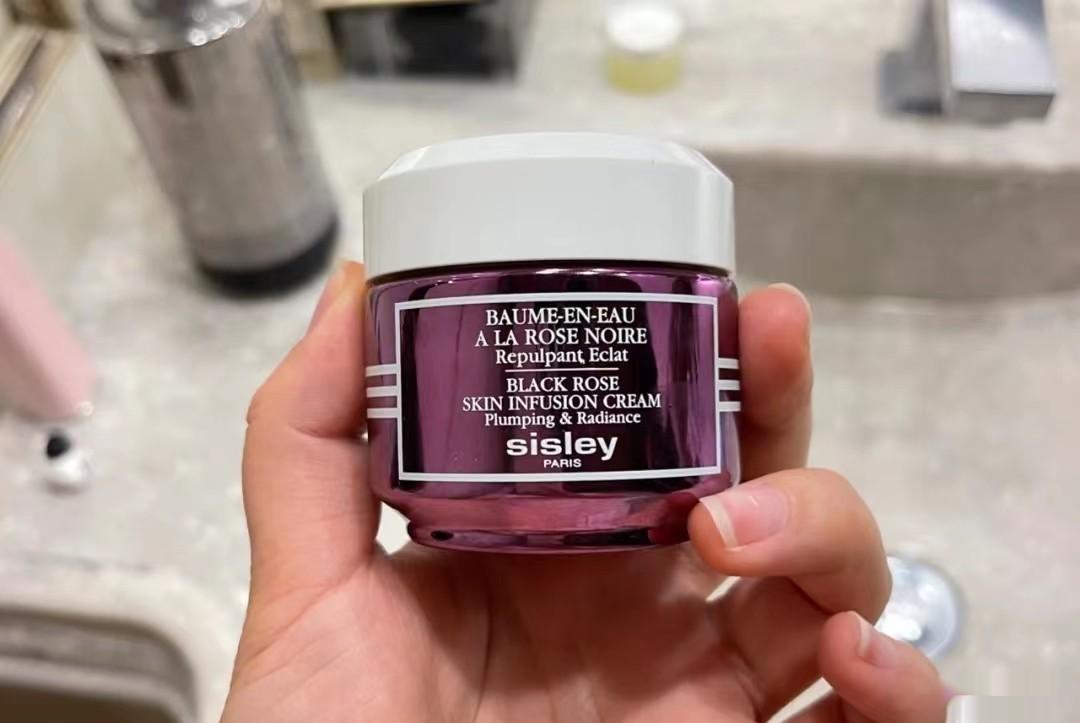 BAUME-EN-EAU
A LA ROSE NOIRE
Repulpant, Eclat
BLACK ROSE
SKIN INFUSION CREAM
Plumping & Radiance
sisley
PARIS